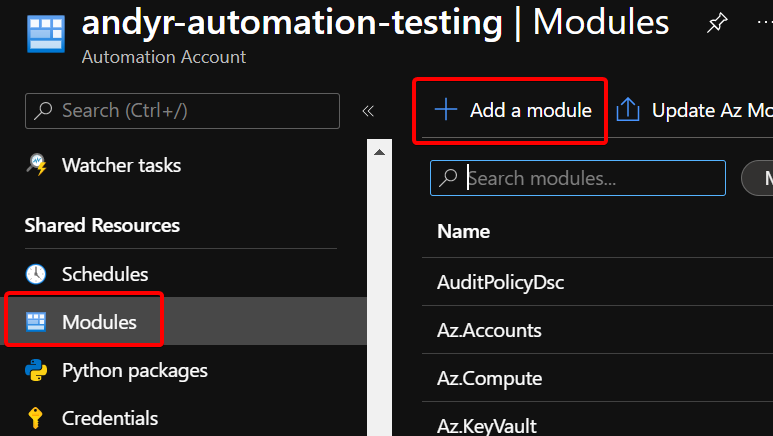 andyr-automation-testing | Modules
Automation Account
Search (Ctrl+/)
Watcher tasks
Shared Resources
Schedules
Modules
Python packages
Credentials
Add a module
Update Az Mo
Search modules...
M
Name
AuditPolicyDsc
Az.Accounts
Az.Compute
Az.KeyVault